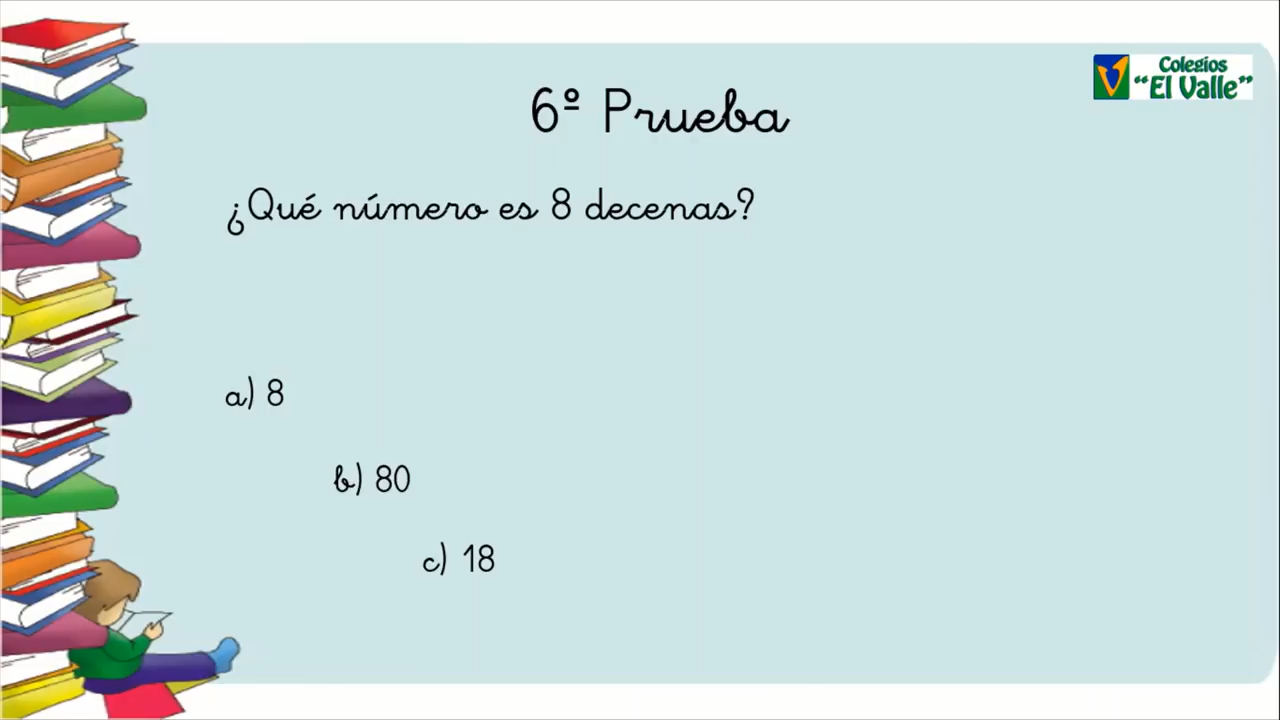 Colegios
"El Valle"
6º Prueba
¿Qué número es 8 decenas?
a) 8
b) 80
c) 18